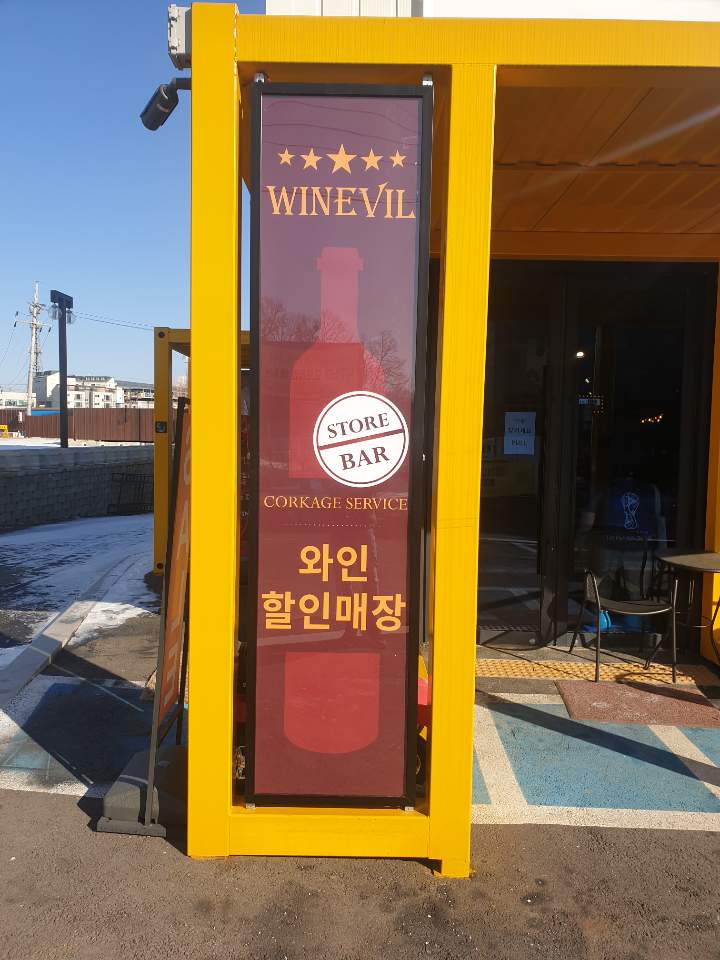 WINEVIL
STORE
BAR
CORKAGE SERVICE
와인
할인매장